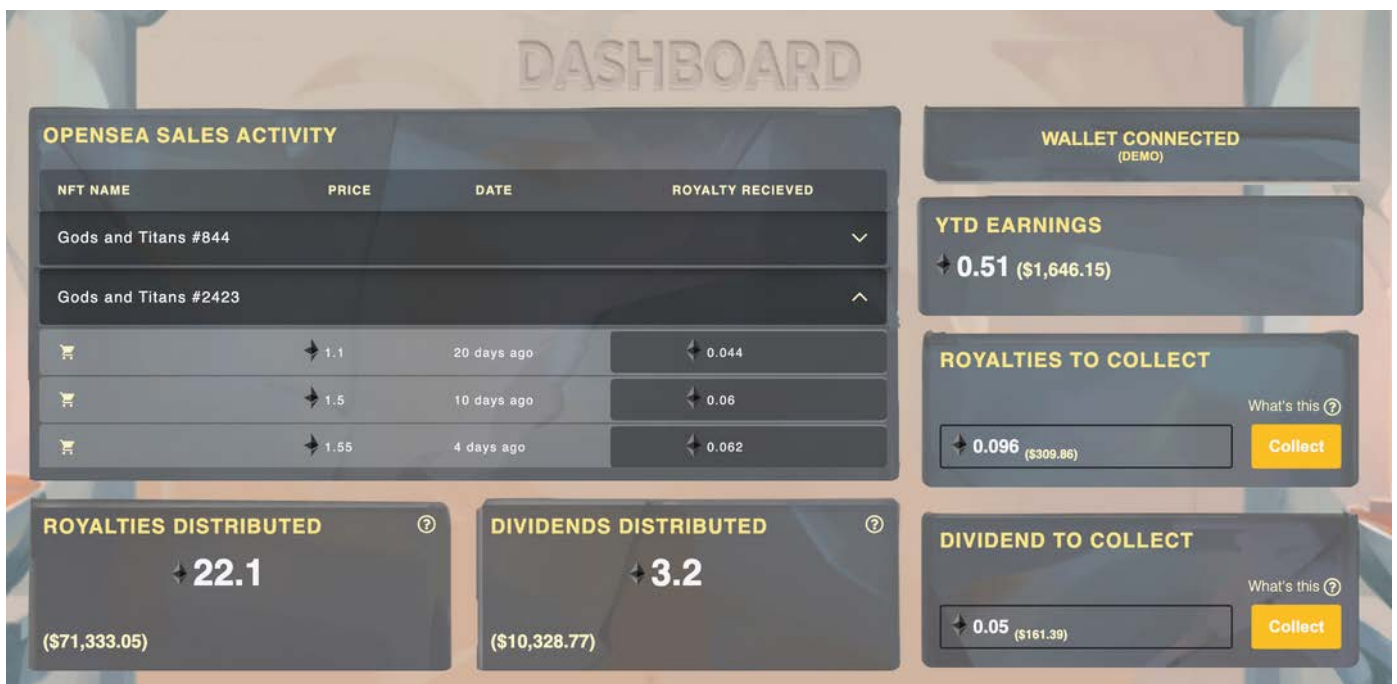 DASHBOARD
OPENSEA SALES ACTIVITY
NFT NAME PRICE DATE ROYALTY RECIEVED
Gods and Titans #844
Gods and Titans #2423
1.1 20 days ago 0.044
1.5 10 days ago 0.06
1.55 4 days ago 0.062
ROYALTIES DISTRIBUTED ?
22.1
($71,333.05)
DIVIDENDS DISTRIBUTED ?
3.2
($10,328.77)
WALLET CONNECTED
(DEMO)
YTD EARNINGS
0.51 ($1,646.15)
ROYALTIES TO COLLECT
What's this ?
0.096 ($309.86) Collect
DIVIDEND TO COLLECT
What's this ?
0.05 ($161.39) Collect